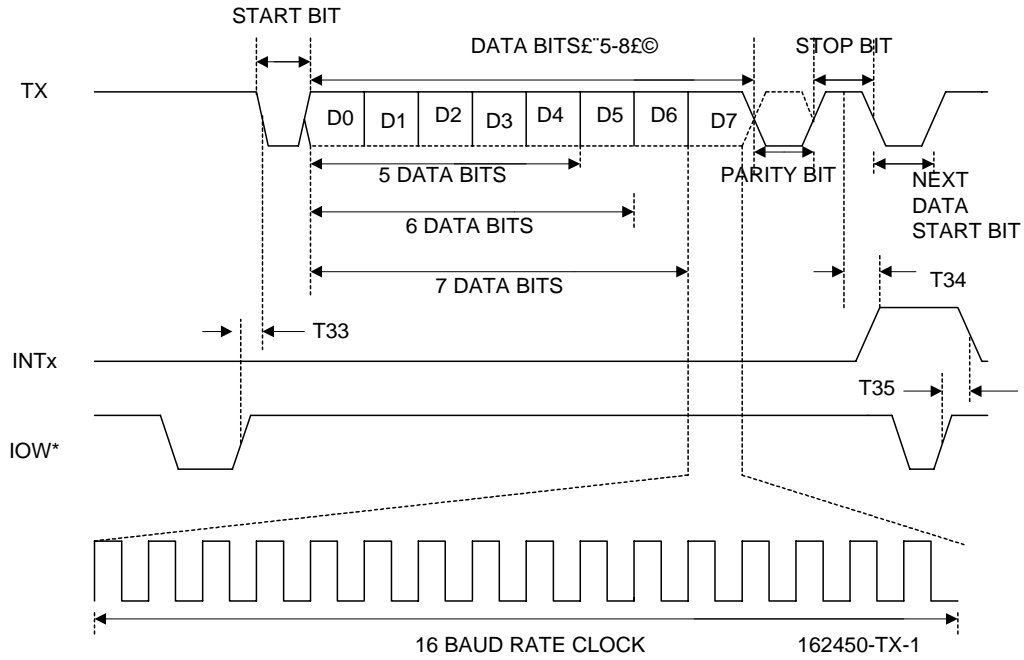 START BIT
DATA BITS£¨5-8£©
STOP BIT
TX
D0
D1
D2
D3
D4
D5
D6
D7
5 DATA BITS
PARITY BIT
NEXT
DATA
START BIT
6 DATA BITS
7 DATA BITS
T34
T33
INTx
T35
IOW*
16 BAUD RATE CLOCK
162450-TX-1